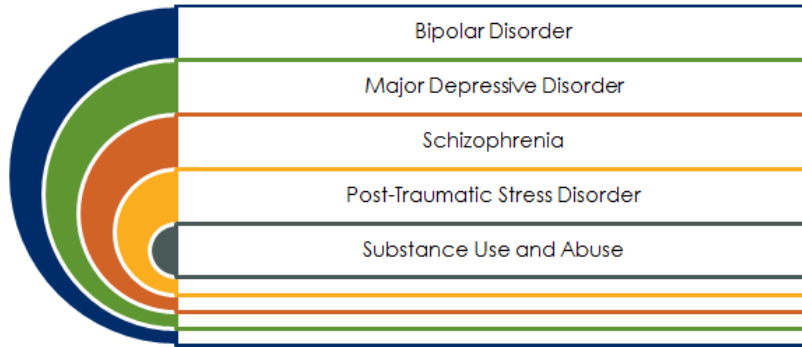 Bipolar Disorder
Major Depressive Disorder
Schizophrenia
Post-Traumatic Stress Disorder
Substance Use and Abuse